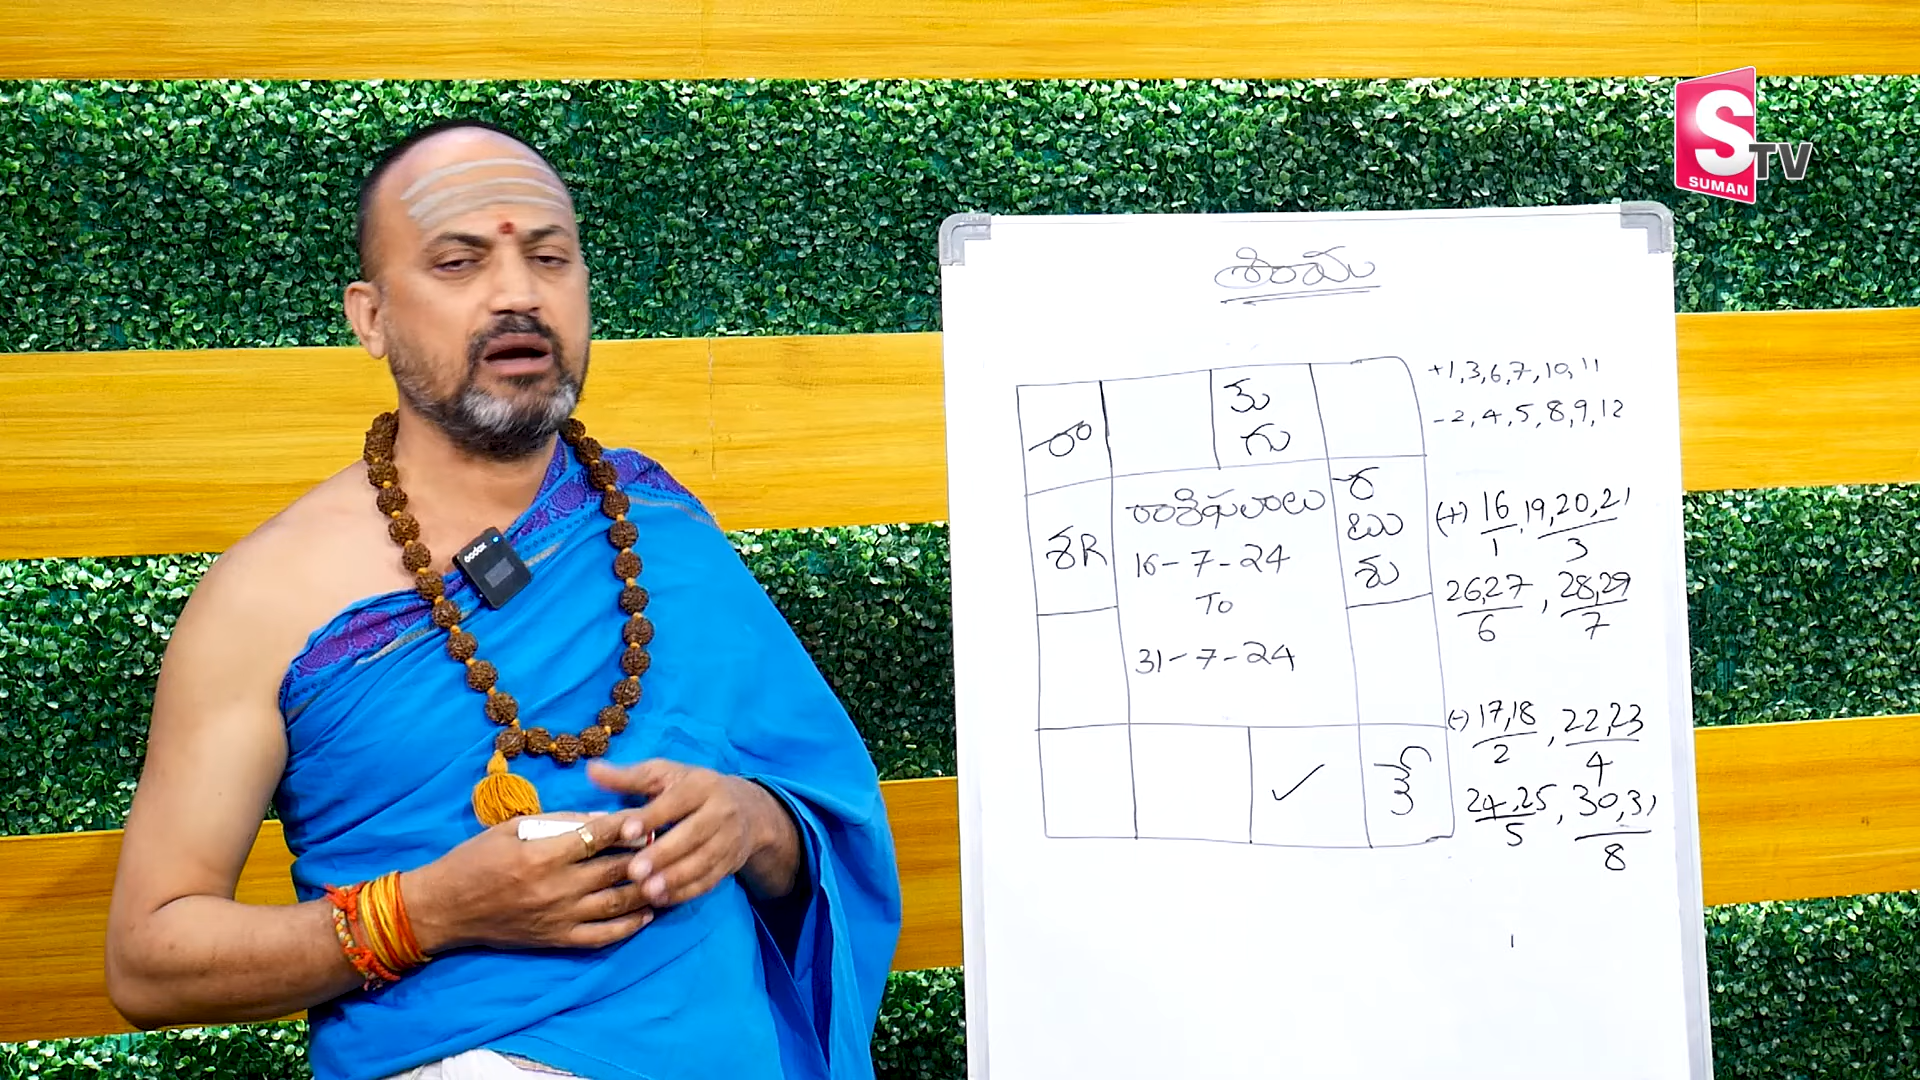 S TV
SUMAN
godox
శ్రీరామ
కు
గు
రా
+1,3,6,7,10,11
-2,4,5,8,9,12
రాశిఫలాలు
16-7-24
To
31-7-24
శR
ర
బు
శు
(+) 16/1, 19,20,21/3
26,27/6, 28,29/7
(-) 17,18/2, 22,23/4
24,25/5, 30,31/8
కే